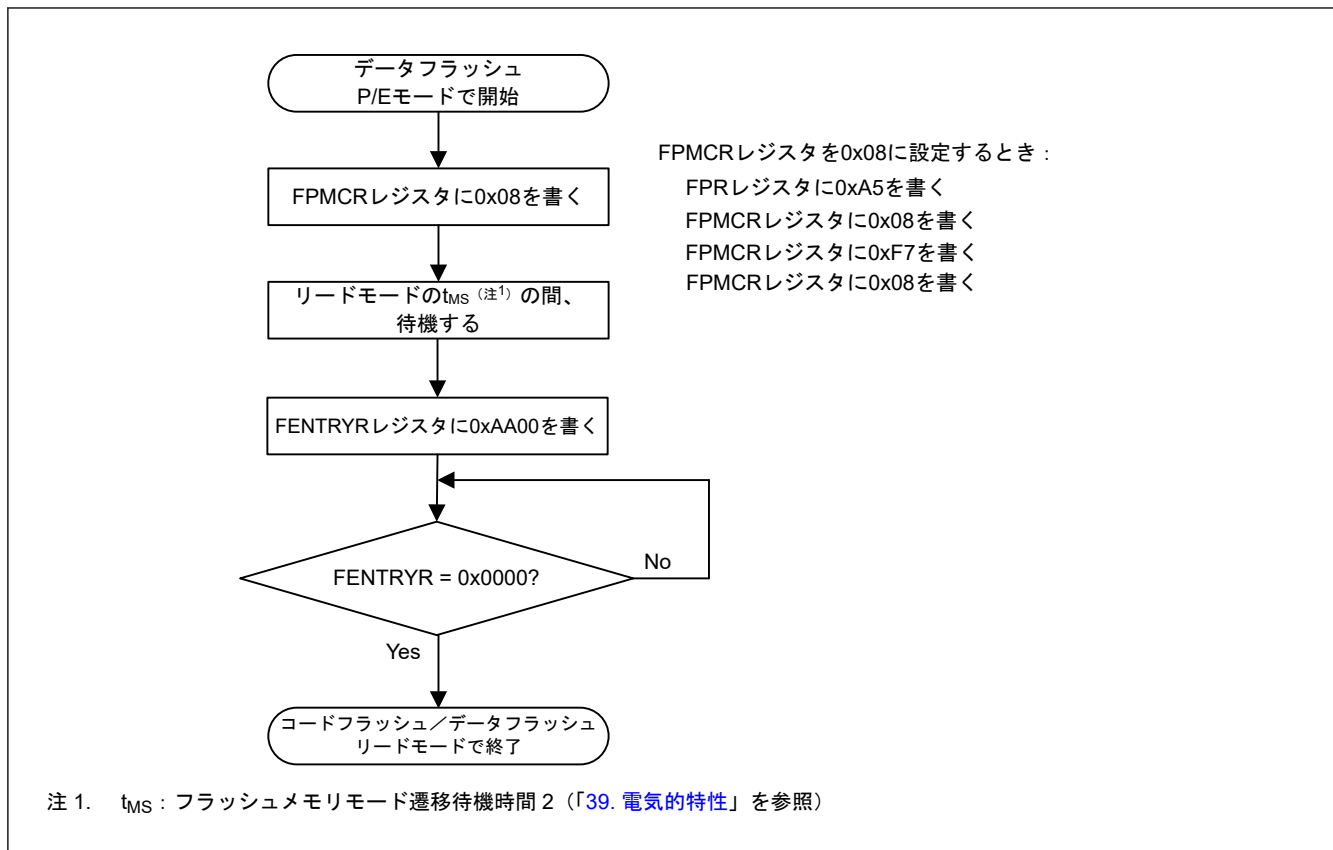 データフラッシュ
P/Eモードで開始
FPMCRレジスタに0x08を書く
リードモードのtMS（注1）の間、
待機する
FENTRYRレジスタに0xAA00を書く
FENTRYR = 0x0000?
No
Yes
コードフラッシュ／データフラッシュ
リードモードで終了
FPMCRレジスタを0x08に設定するとき：
FPRレジスタに0xA5を書く
FPMCRレジスタに0x08を書く
FPMCRレジスタに0xF7を書く
FPMCRレジスタに0x08を書く
注 1. tMS：フラッシュメモリモード遷移待機時間 2（「39. 電気的特性」を参照）